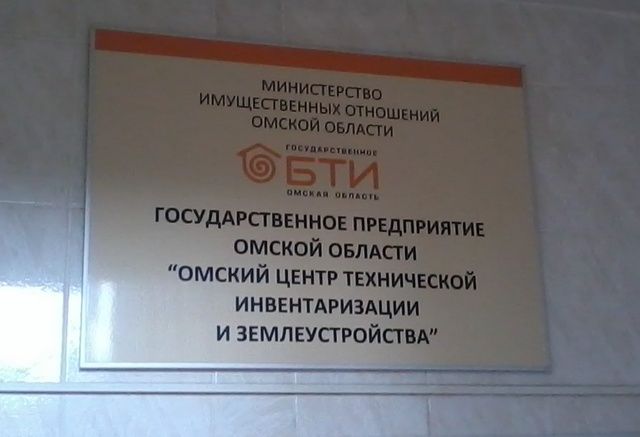 МИНИСТЕРСТВО
ИМУЩЕСТВЕННЫХ ОТНОШЕНИЙ
ОМСКОЙ ОБЛАСТИ
ГОСУДАРСТВЕННОЕ
БТИ
ОМСКАЯ ОБЛАСТЬ
ГОСУДАРСТВЕННОЕ ПРЕДПРИЯТИЕ
ОМСКОЙ ОБЛАСТИ
“ОМСКИЙ ЦЕНТР ТЕХНИЧЕСКОЙ
ИНВЕНТАРИЗАЦИИ
И ЗЕМЛЕУСТРОЙСТВА”